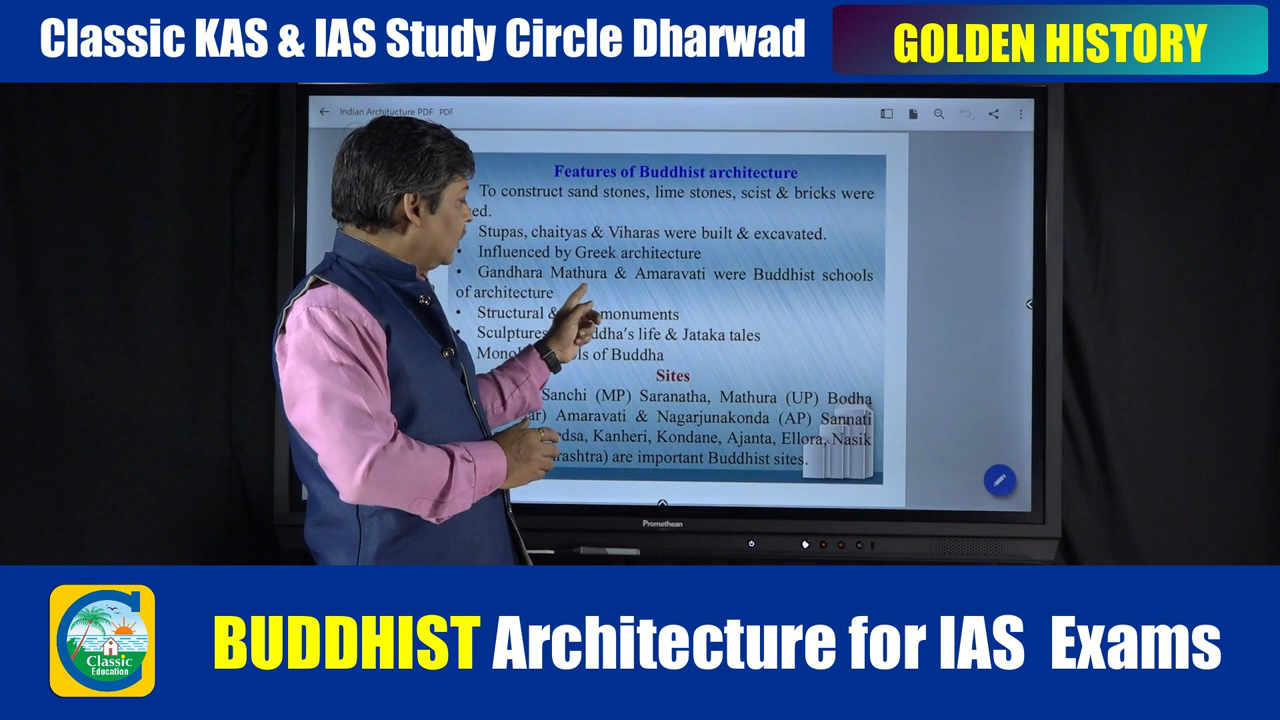 Classic KAS & IAS Study Circle Dharwad
GOLDEN HISTORY
Indian Architucture PDF PDF
Features of Buddhist architecture
To construct sand stones, lime stones, scist & bricks were
ed.
Stupas, chaityas & Viharas were built & excavated.
• Influenced by Greek architecture
• Gandhara Mathura & Amaravati were Buddhist schools
of architecture
• Structural & monuments
• Sculptures ddha's life & Jataka tales
Monol ls of Buddha
Sites
Sanchi (MP) Saranatha, Mathura (UP) Bodha
ar) Amaravati & Nagarjunakonda (AP) Sannati
edsa, Kanheri, Kondane, Ajanta, Ellora, Nasik
rashtra) are important Buddhist sites.
Promethean
Classic
Education
BUDDHIST Architecture for IAS Exams